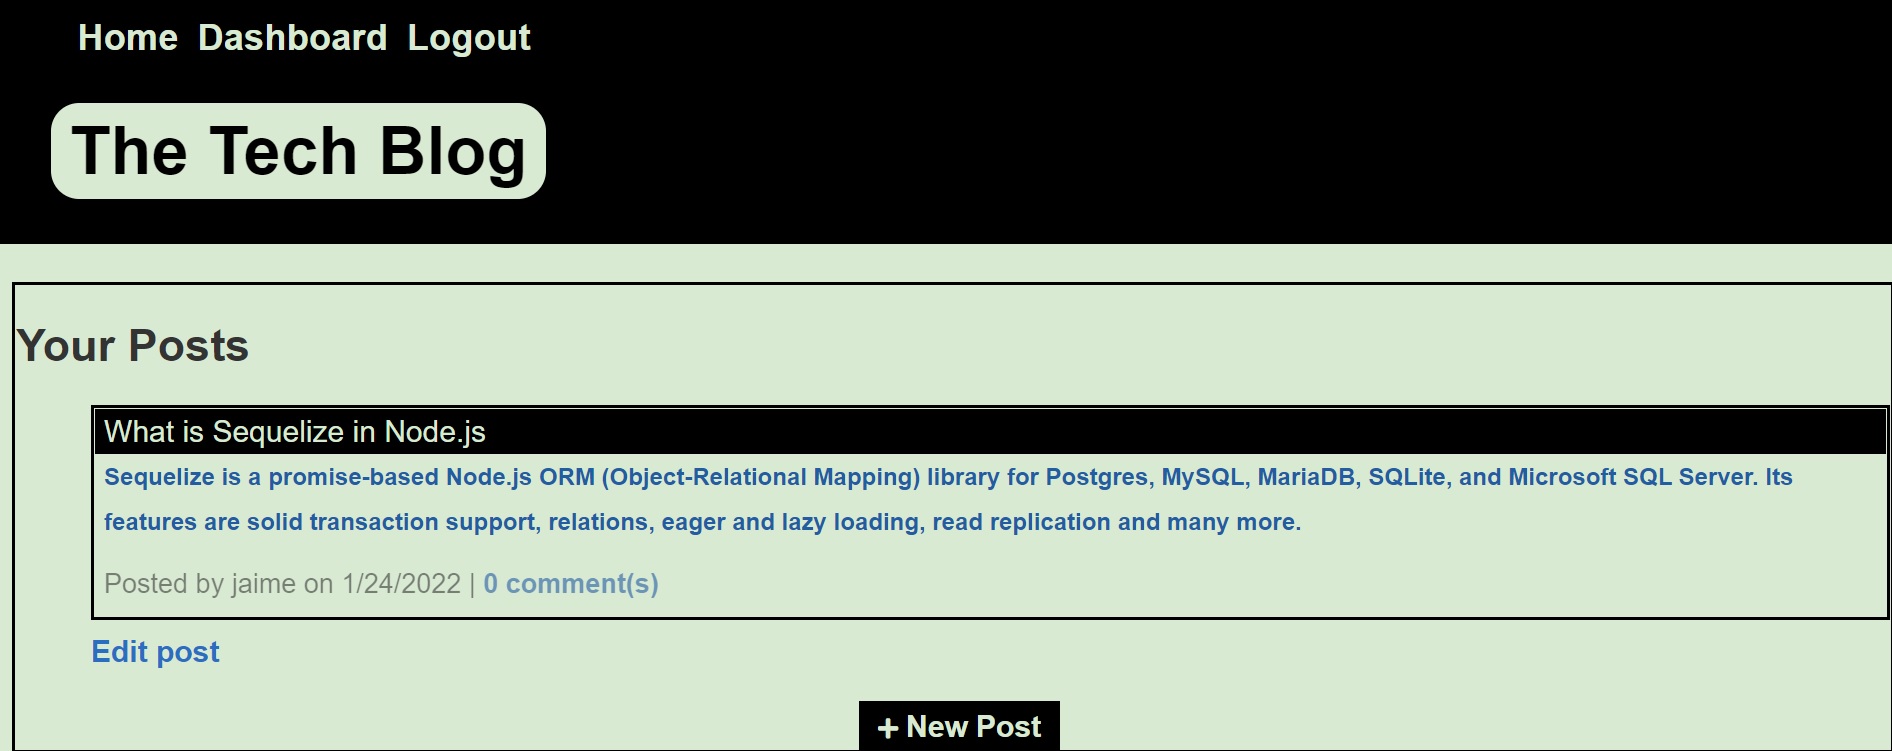 Home Dashboard Logout
The Tech Blog
Your Posts
What is Sequelize in Node.js
Sequelize is a promise-based Node.js ORM (Object-Relational Mapping) library for Postgres, MySQL, MariaDB, SQLite, and Microsoft SQL Server. Its
features are solid transaction support, relations, eager and lazy loading, read replication and many more.
Posted by jaime on 1/24/2022 | 0 comment(s)
Edit post
+ New Post